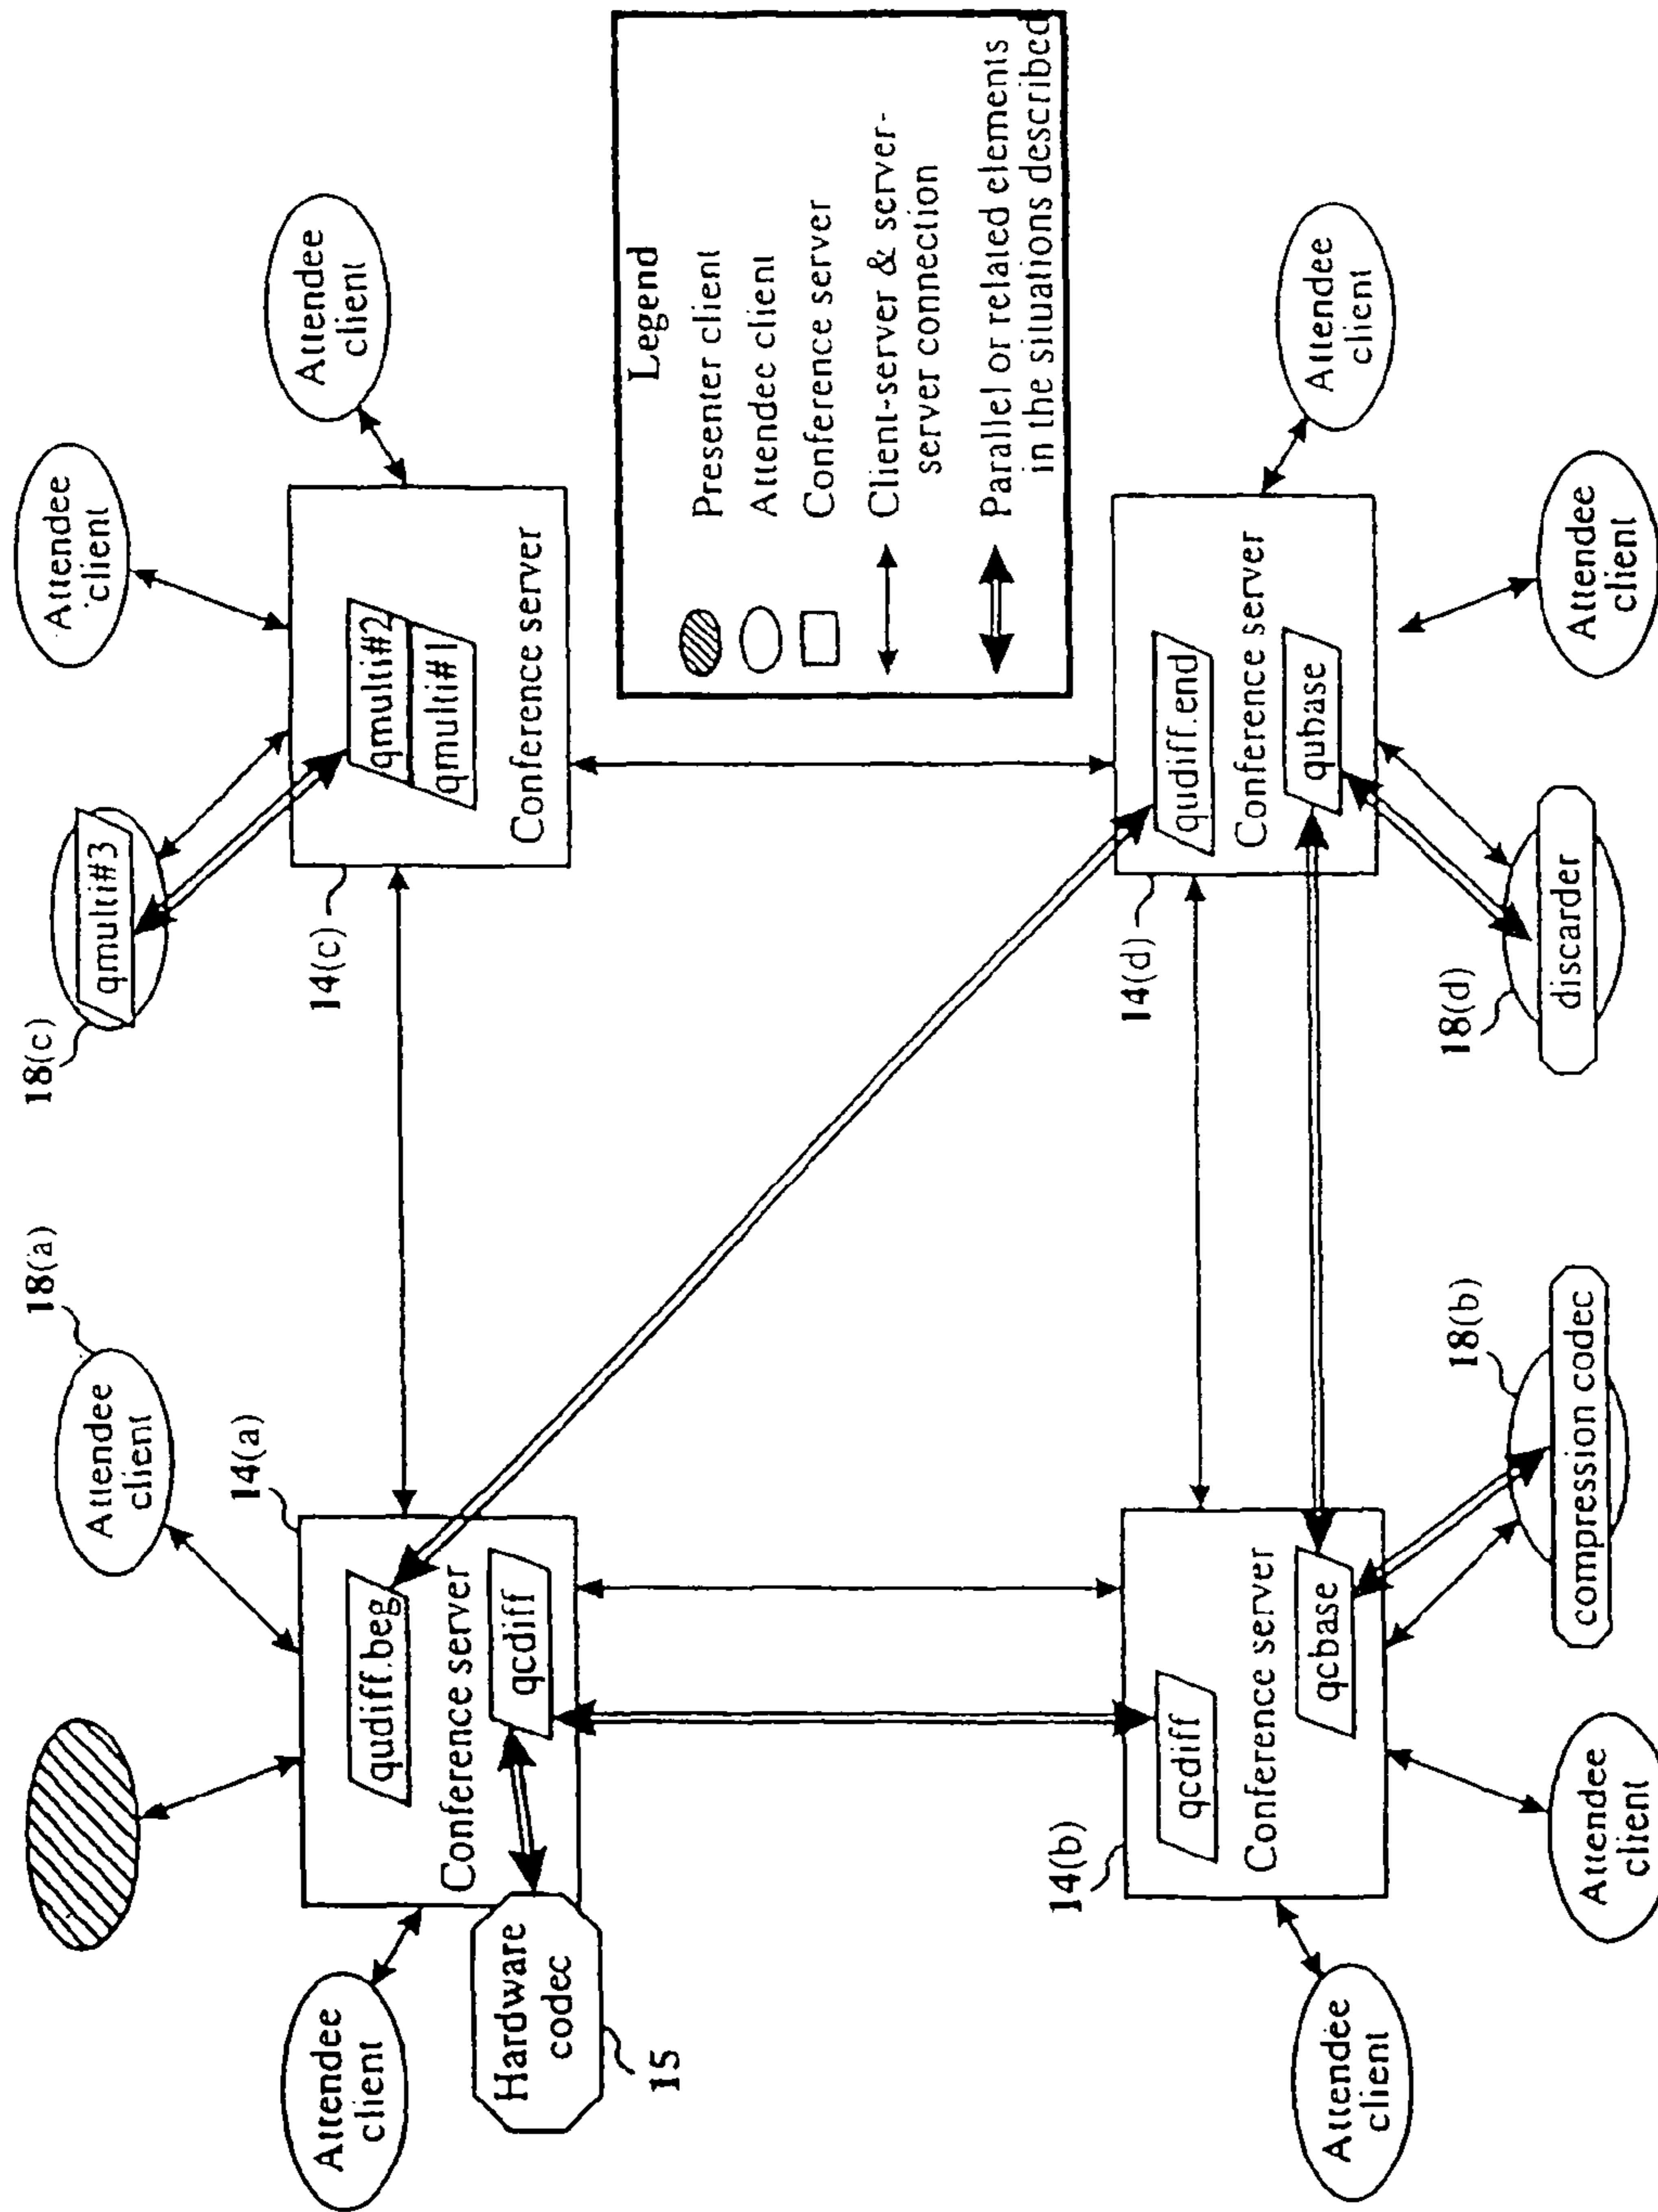 18(a)
18(c)
Attendee
client
qmulti#3
Attendee
client
Attendee
client
14(a)
qudiff.beg
Conference server
qcdiff
14(c)
qmulti#2
qmulti#1
Conference server
Attendee
client
Hardware
codec
15
Legend
Presenter client
Attendee client
Conference server
Client-server & server-
server connection
Parallel or related elements
in the situations described
14(b)
qcdiff
Conference server
qcbase
14(d)
qudiff.end
Conference server
qubase
Attendee
client
Attendee
client
Attendee
client
18(b)
compression codec
18(d)
discarder
Attendee
client